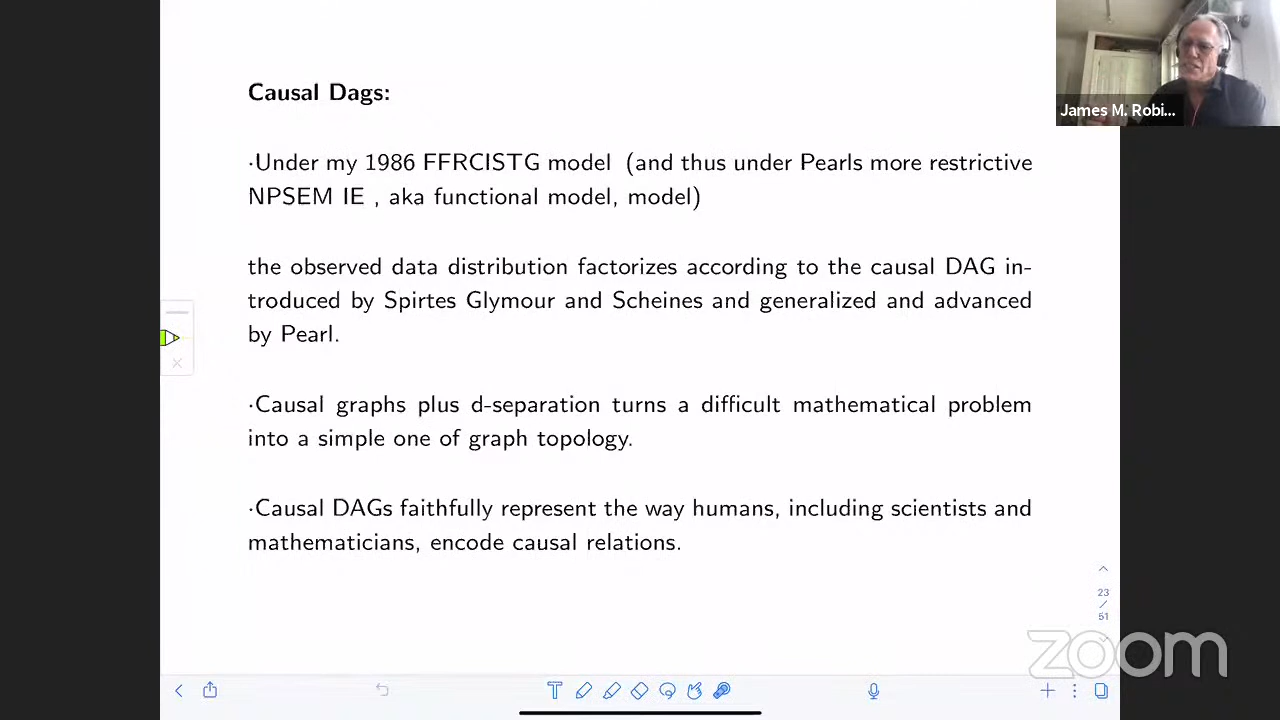 Causal Dags:
·Under my 1986 FFRCISTG model (and thus under Pearls more restrictive
NPSEM IE , aka functional model, model)
the observed data distribution factorizes according to the causal DAG in-
troduced by Spirtes Glymour and Scheines and generalized and advanced
by Pearl.
·Causal graphs plus d-separation turns a difficult mathematical problem
into a simple one of graph topology.
·Causal DAGs faithfully represent the way humans, including scientists and
mathematicians, encode causal relations.
James M. Robi...
23
/
51
zoom